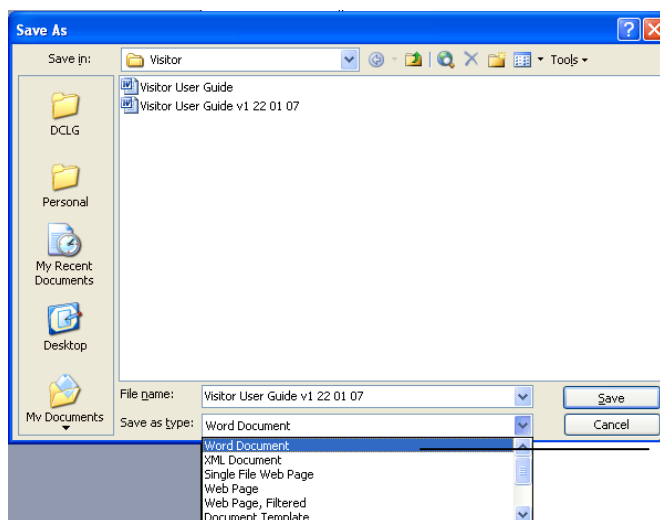 Save As
Save in:
Visitor
Tools
Visitor User Guide
Visitor User Guide v1 22 01 07
DCLG
Personal
My Recent
Documents
Desktop
My Documents
File name:
Visitor User Guide v1 22 01 07
Save
Save as type:
Word Document
Cancel
Word Document
XML Document
Single File Web Page
Web Page
Web Page, Filtered
Document Template